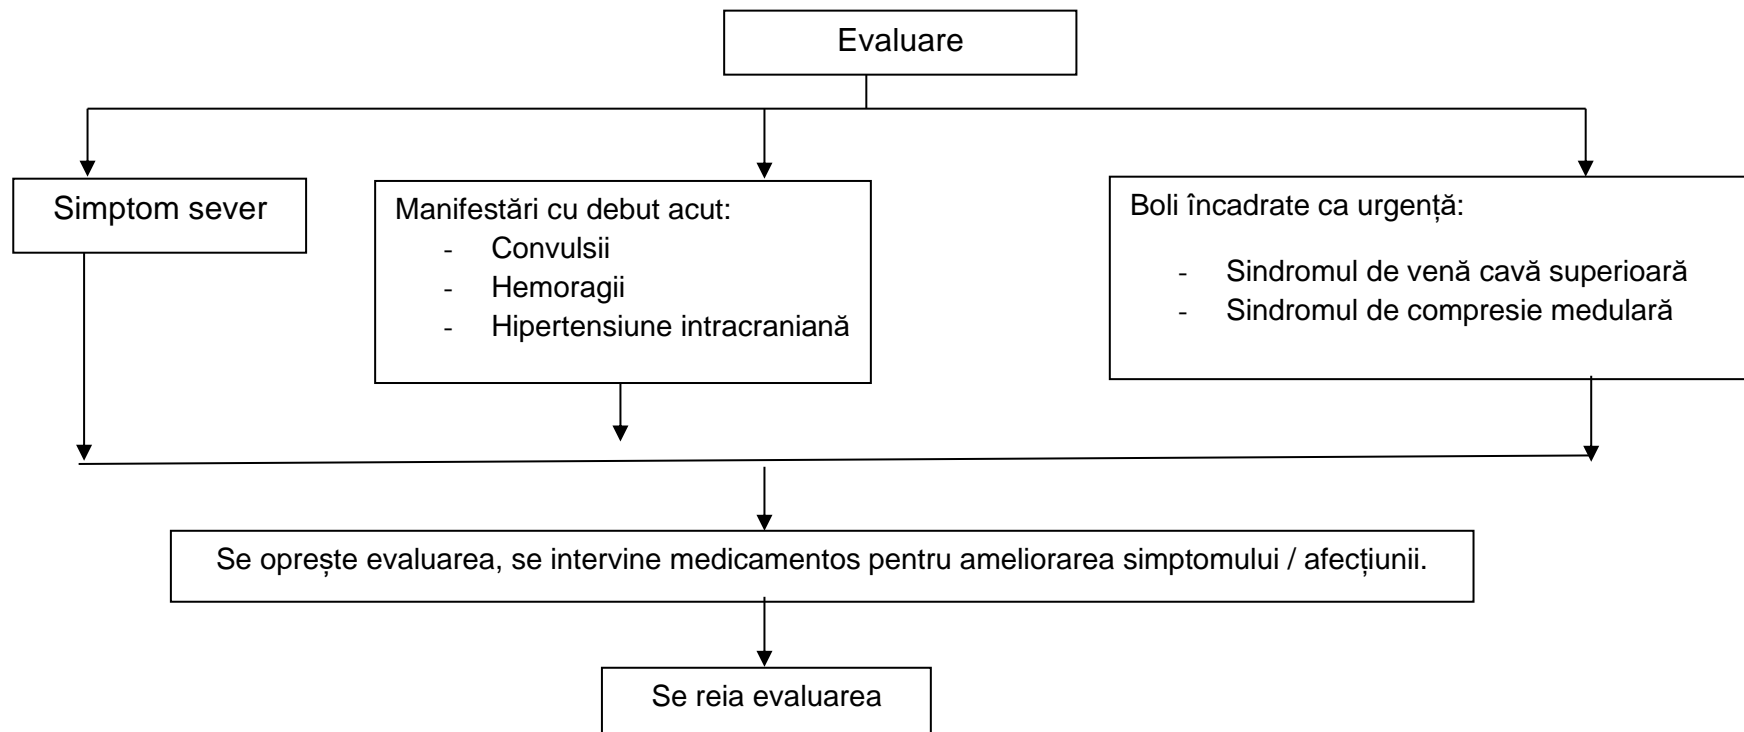 Evaluare
Simptom sever
Manifestări cu debut acut:
- Convulsii
- Hemoragii
- Hipertensiune intracraniană
Boli încadrate ca urgență:
- Sindromul de venă cavă superioară
- Sindromul de compresie medulară
Se oprește evaluarea, se intervine medicamentos pentru ameliorarea simptomului / afecțiunii.
Se reia evaluarea